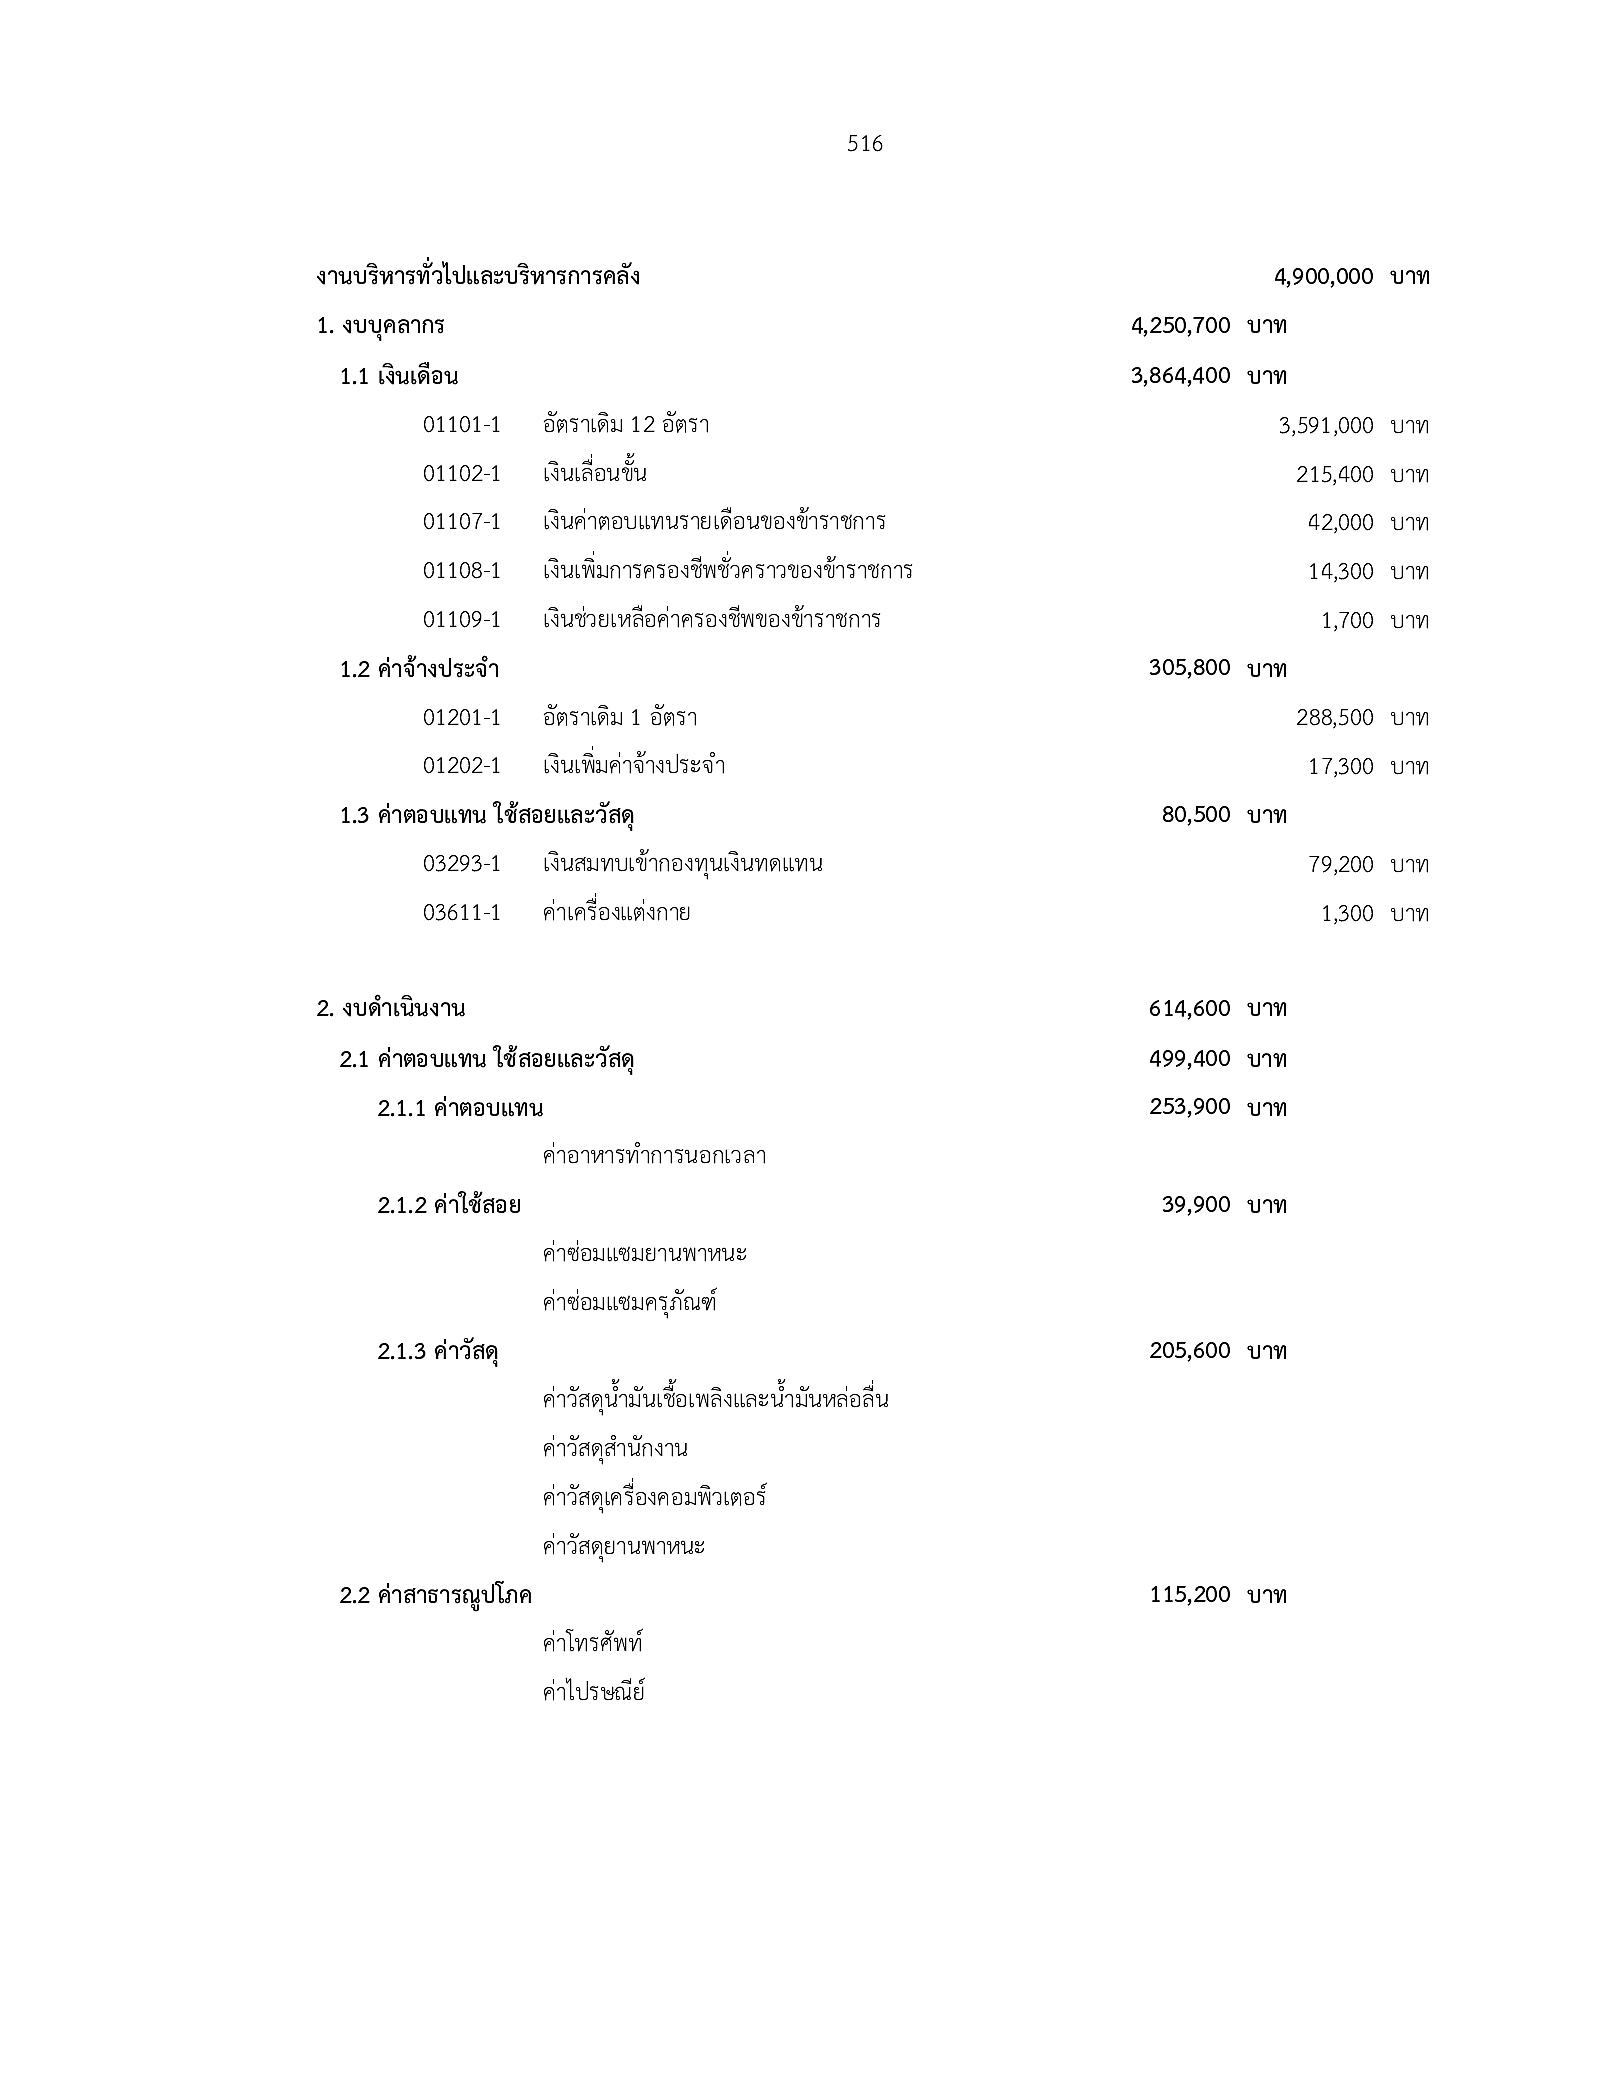 516
งานบริหารทั่วไปและบริหารการคลัง 4,900,000 บาท
1. งบบุคลากร 4,250,700 บาท
1.1 เงินเดือน 3,864,400 บาท
01101-1 อัตราเดิม 12 อัตรา 3,591,000 บาท
01102-1 เงินเลื่อนขั้น 215,400 บาท
01107-1 เงินค่าตอบแทนรายเดือนของข้าราชการ 42,000 บาท
01108-1 เงินเพิ่มการครองชีพชั่วคราวของข้าราชการ 14,300 บาท
01109-1 เงินช่วยเหลือค่าครองชีพของข้าราชการ 1,700 บาท
1.2 ค่าจ้างประจำ 305,800 บาท
01201-1 อัตราเดิม 1 อัตรา 288,500 บาท
01202-1 เงินเพิ่มค่าจ้างประจำ 17,300 บาท
1.3 ค่าตอบแทน ใช้สอยและวัสดุ 80,500 บาท
03293-1 เงินสมทบเข้ากองทุนเงินทดแทน 79,200 บาท
03611-1 ค่าเครื่องแต่งกาย 1,300 บาท
2. งบดำเนินงาน 614,600 บาท
2.1 ค่าตอบแทน ใช้สอยและวัสดุ 499,400 บาท
2.1.1 ค่าตอบแทน 253,900 บาท
ค่าอาหารทำการนอกเวลา
2.1.2 ค่าใช้สอย 39,900 บาท
ค่าซ่อมแซมยานพาหนะ
ค่าซ่อมแซมครุภัณฑ์
2.1.3 ค่าวัสดุ 205,600 บาท
ค่าวัสดุน้ำมันเชื้อเพลิงและน้ำมันหล่อลื่น
ค่าวัสดุสำนักงาน
ค่าวัสดุเครื่องคอมพิวเตอร์
ค่าวัสดุยานพาหนะ
2.2 ค่าสาธารณูปโภค 115,200 บาท
ค่าโทรศัพท์
ค่าไปรษณีย์